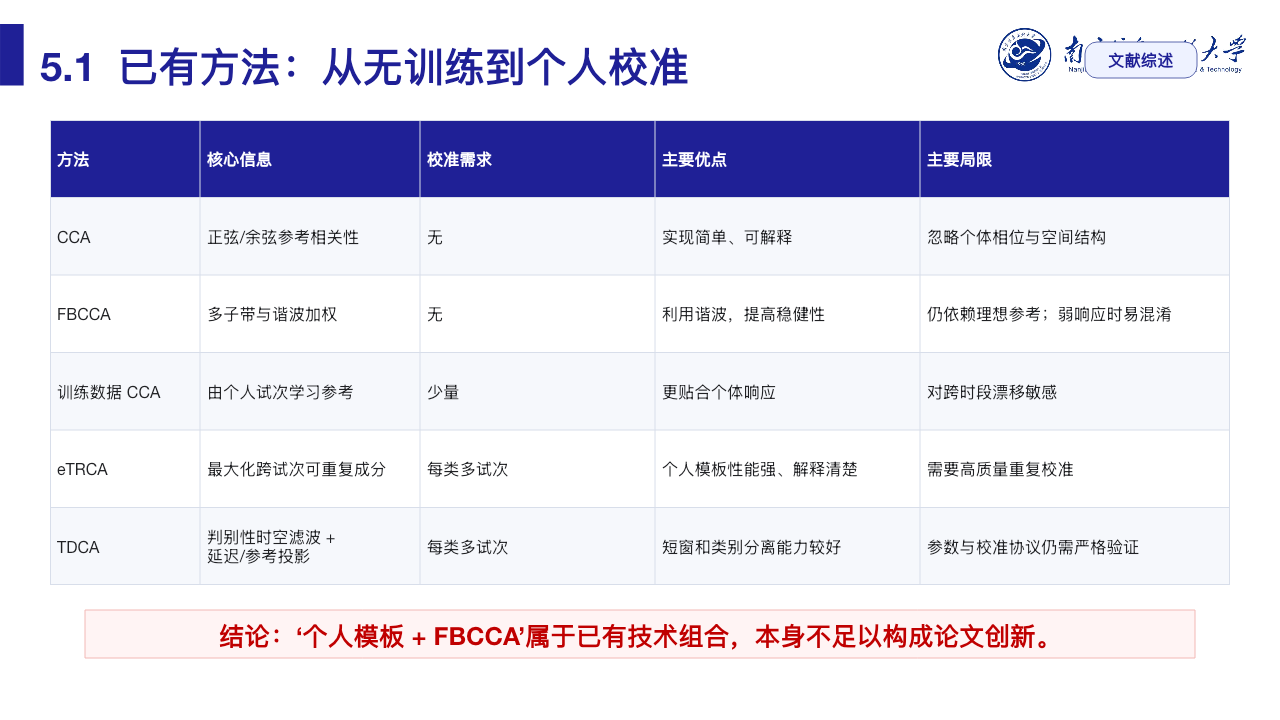 5.1 已有方法：从无训练到个人校准
文献综述
大学
Nanji
& Technology
方法 核心信息 校准需求 主要优点 主要局限
CCA 正弦/余弦参考相关性 无 实现简单、可解释 忽略个体相位与空间结构
FBCCA 多子带与谐波加权 无 利用谐波，提高稳健性 仍依赖理想参考；弱响应时易混淆
训练数据 CCA 由个人试次学习参考 少量 更贴合个体响应 对跨时段漂移敏感
eTRCA 最大化跨试次可重复成分 每类多试次 个人模板性能强、解释清楚 需要高质量重复校准
TDCA 判别性时空滤波 +
延迟/参考投影 每类多试次 短窗和类别分离能力较好 参数与校准协议仍需严格验证
结论：‘个人模板 + FBCCA’属于已有技术组合，本身不足以构成论文创新。